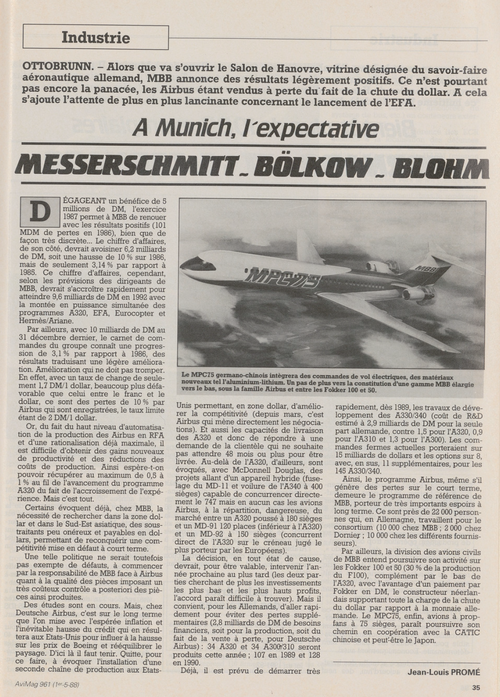 Industrie
OTTOBRUNN. – Alors que va s'ouvrir le Salon de Hanovre, vitrine désignée du savoir-faire
aéronautique allemand, MBB annonce des résultats légèrement positifs. Ce n'est pourtant
pas encore la panacée, les Airbus étant vendus à perte du fait de la chute du dollar. A cela
s'ajoute l'attente de plus en plus lancinante concernant le lancement de l'EFA.
A Munich, l'expectative
MESSERSCHMITT - BÖLKOW - BLOHM
DÉGAGEANT un bénéfice de 5
millions de DM, l'exercice
1987 permet à MBB de renouer
avec les résultats positifs (101
MDM de pertes en 1986), bien que de
façon très discrète... Le chiffre d'affaires,
de son côté, devrait avoisiner 6,2 milliards
de DM, soit une hausse de 10 % sur 1986,
mais de seulement 3,14 % par rapport à
1985. Ce chiffre d'affaires, cependant,
selon les prévisions des dirigeants de
MBB, devrait s'accroître rapidement pour
atteindre 9,6 milliards de DM en 1992 avec
la montée en puissance simultanée des
programmes A320, EFA, Eurocopter et
Hermès/Ariane.
Par ailleurs, avec 10 milliards de DM au
31 décembre dernier, le carnet de com-
mandes du groupe connaît une progres-
sion de 3,1 % par rapport à 1986, des
résultats traduisant une légère améliora-
tion. Amélioration qui ne doit pas tromper.
En effet, avec un taux de change de seule-
ment 1,7 DM/1 dollar, beaucoup plus défa-
vorable que celui entre le franc et le
dollar, ce sont des pertes de 10 % par
Airbus qui sont enregistrées, le taux limite
étant de 2 DM/1 dollar.
Or, du fait du haut niveau d'automati-
sation de la production des Airbus en RFA
et d'une rationalisation déjà maximale, il
est difficile d'obtenir des gains nouveaux
de productivité et des réductions des
coûts de production. Ainsi espère-t-on
pouvoir récupérer au maximum de 0,5 à
1 % au fil de l'avancement du programme
A320 du fait de l'accroissement de l'expé-
rience. Mais c'est tout.
Certains évoquent déjà, chez MBB, la
nécessité de rechercher dans la zone dol-
lar et dans le Sud-Est asiatique, des sous-
traitants peu onéreux et payables en dol-
lars, permettant de reconquérir une com-
pétitivité mise en défaut à court terme.
Une telle politique ne serait toutefois
pas exempte de défauts, à commencer
par la responsabilité de MBB face à Airbus
quant à la qualité des pièces imposant un
très coûteux contrôle a posteriori des piè-
ces ainsi produites.
Des études sont en cours. Mais, chez
Deutsche Airbus, c'est sur le long terme
que l'on mise avec l'espérée inflation et
l'inévitable hausse du crédit qui en résul-
tera aux Etats-Unis pour influer à la hausse
sur les prix de Boeing et rééquilibrer le
paysage. D'ici là il faut tenir. Quitte, pour
ce faire, à évoquer l'installation d'une
seconde chaîne de production aux Etats-
MPC75
MBB
Le MPC75 germano-chinois intègrera des commandes de vol électriques, des matériaux
nouveaux tel l'aluminium-lithium. Un pas de plus vers la constitution d'une gamme MBB élargie
vers le bas, sous la famille Airbus et entre les Fokker 100 et 50.
Unis permettant, en zone dollar, d'amélio-
rer la compétitivité (depuis mars, c'est
Airbus qui mène directement les négocia-
tions). Et aussi les capacités de livraison
des A320 et donc de répondre à une
demande de la clientèle qui ne souhaite
pas attendre 48 mois ou plus pour être
livrée. Au-delà de l'A320, d'ailleurs, sont
évoqués, avec McDonnell Douglas, des
projets allant d'un appareil hybride (fuse-
lage du MD-11 et voilure de l'A340 à 400
sièges) capable de concurrencer directe-
ment le 747 mais en aucun cas les avions
Airbus, à la répartition, dangereuse, du
marché entre un A320 poussé à 180 sièges
et un MD-91 120 places (inférieur à l'A320)
et un MD-92 à 150 sièges (concurrent
direct de l'A320 sur le créneau jugé le
plus porteur par les Européens).
La décision, en tout état de cause,
devrait, pour être valable, intervenir l'an-
née prochaine au plus tard (les deux par-
ties cherchant de plus les investissements
les plus bas et les plus hauts profits,
l'accord paraît difficile à trouver). Mais il
convient, pour les Allemands, d'aller rapi-
dement pour éviter des pertes supplé-
mentaires (2,8 milliards de DM de besoins
financiers, soit pour la production, soit du
fait de la vente à perte, pour Deutsche
Airbus) : 34 A320 et 34 A300/310 seront
produits cette année ; 107 en 1989 et 128
en 1990.
Déjà, il est prévu de démarrer très
rapidement, dès 1989, les travaux de déve-
loppement des A330/340 (coût de R&D
estimé à 2,9 milliards de DM pour la seule
part allemande, contre 1,5 pour l'A320, 0,9
pour l'A310 et 1,3 pour l'A300). Les com-
mandes fermes actuelles porteraient sur
15 milliards de dollars et les options sur 8,
avec, en sus, 11 supplémentaires, pour les
145 A330/340.
Ainsi, le programme Airbus, même s'il
génère des pertes sur le court terme,
demeure le programme de référence de
MBB, porteur de très importants espoirs à
long terme. Ce sont près de 22 000 person-
nes qui, en Allemagne, travaillent pour le
consortium (10 000 chez MBB ; 2 000 chez
Dornier ; 10 000 chez les différents fournis-
seurs).
Par ailleurs, la division des avions civils
de MBB entend poursuivre son activité sur
les Fokker 100 et 50 (30 % de la production
du F100), complément par le bas de
l'A320, avec l'avantage d'un paiement par
Fokker en DM, le constructeur néerlan-
dais supportant toute la charge de la chute
du dollar par rapport à la monnaie alle-
mande. Le MPC75, enfin, avions à prop-
fans à 75 sièges, paraît poursuivre son
chemin en coopération avec la CATIC
chinoise et peut-être le Japon.
Jean-Louis PROMÉ
AviMag 961 (1er-5-88)
35